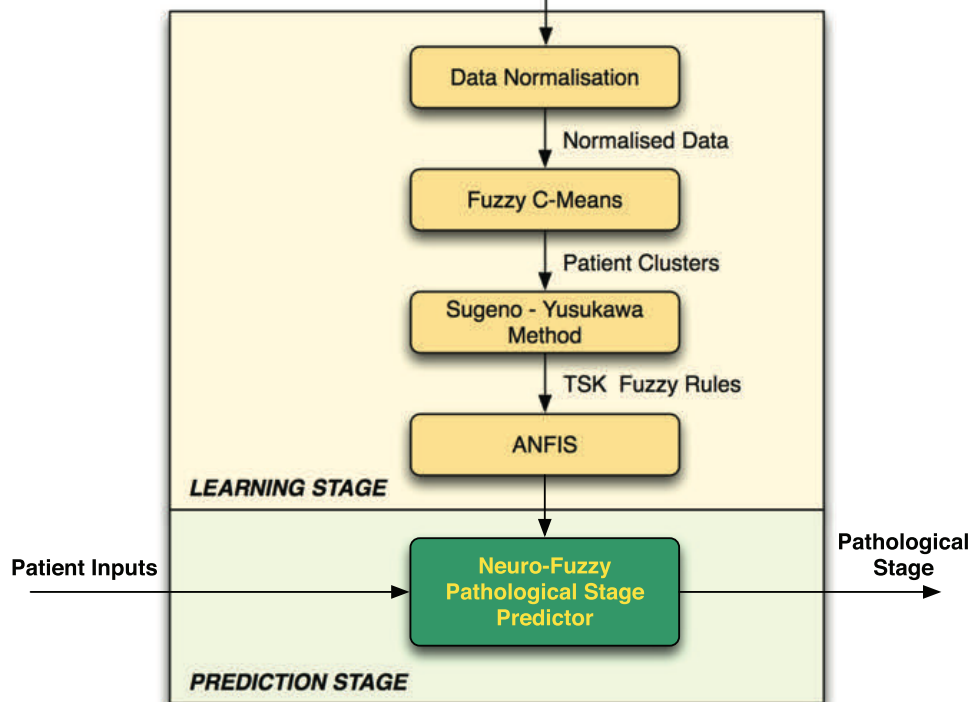 Data Normalisation
Normalised Data
Fuzzy C-Means
Patient Clusters
Sugeno - Yusukawa
Method
TSK Fuzzy Rules
ANFIS
LEARNING STAGE
Patient Inputs
Neuro-Fuzzy
Pathological Stage
Predictor
Pathological
Stage
PREDICTION STAGE